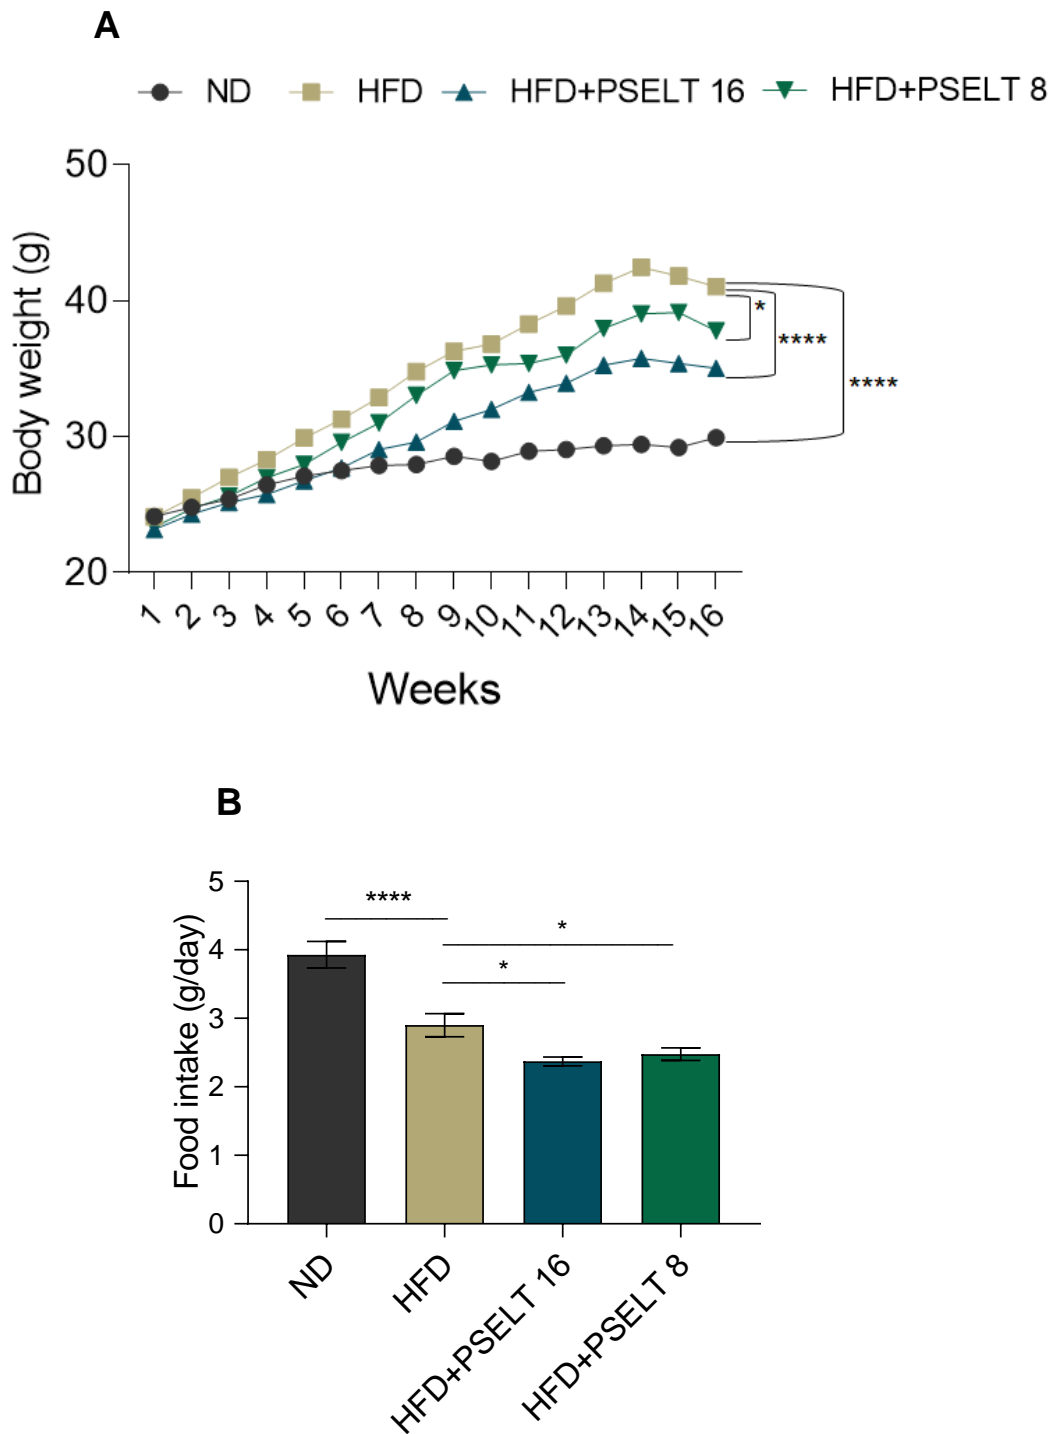 A
ND HFD HFD+PSELT 16 HFD+PSELT 8
50
40
30
20
Body weight (g)
*
****
****
1 2 3 4 5 6 7 8 9 10 11 12 13 14 15 16
Weeks
B
5
4
3
2
1
0
Food intake (g/day)
****
*
*
ND HFD HFD+PSELT 16 HFD+PSELT 8